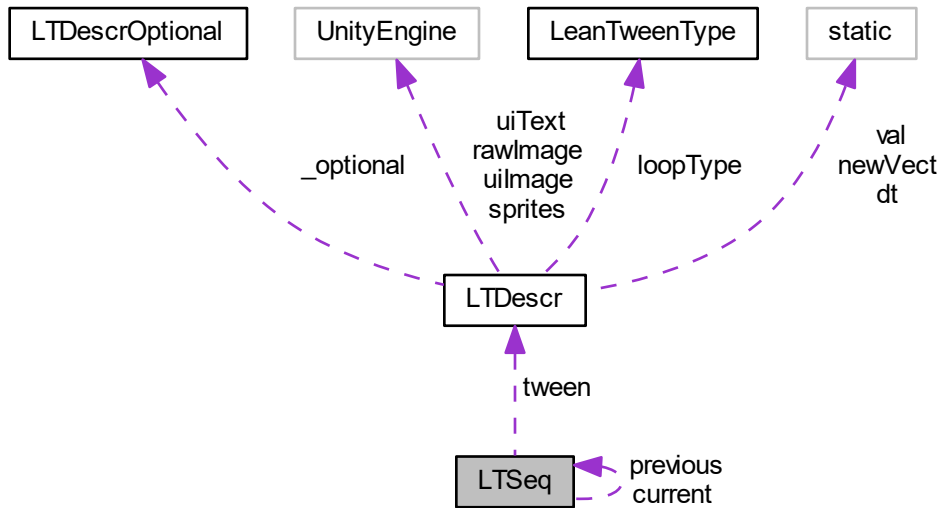 LTDescrOptional
UnityEngine
LeanTweenType
static
_optional
uiText
rawImage
uiImage
sprites
loopType
val
newVect
dt
LTDescr
tween
LTSeq
previous
current